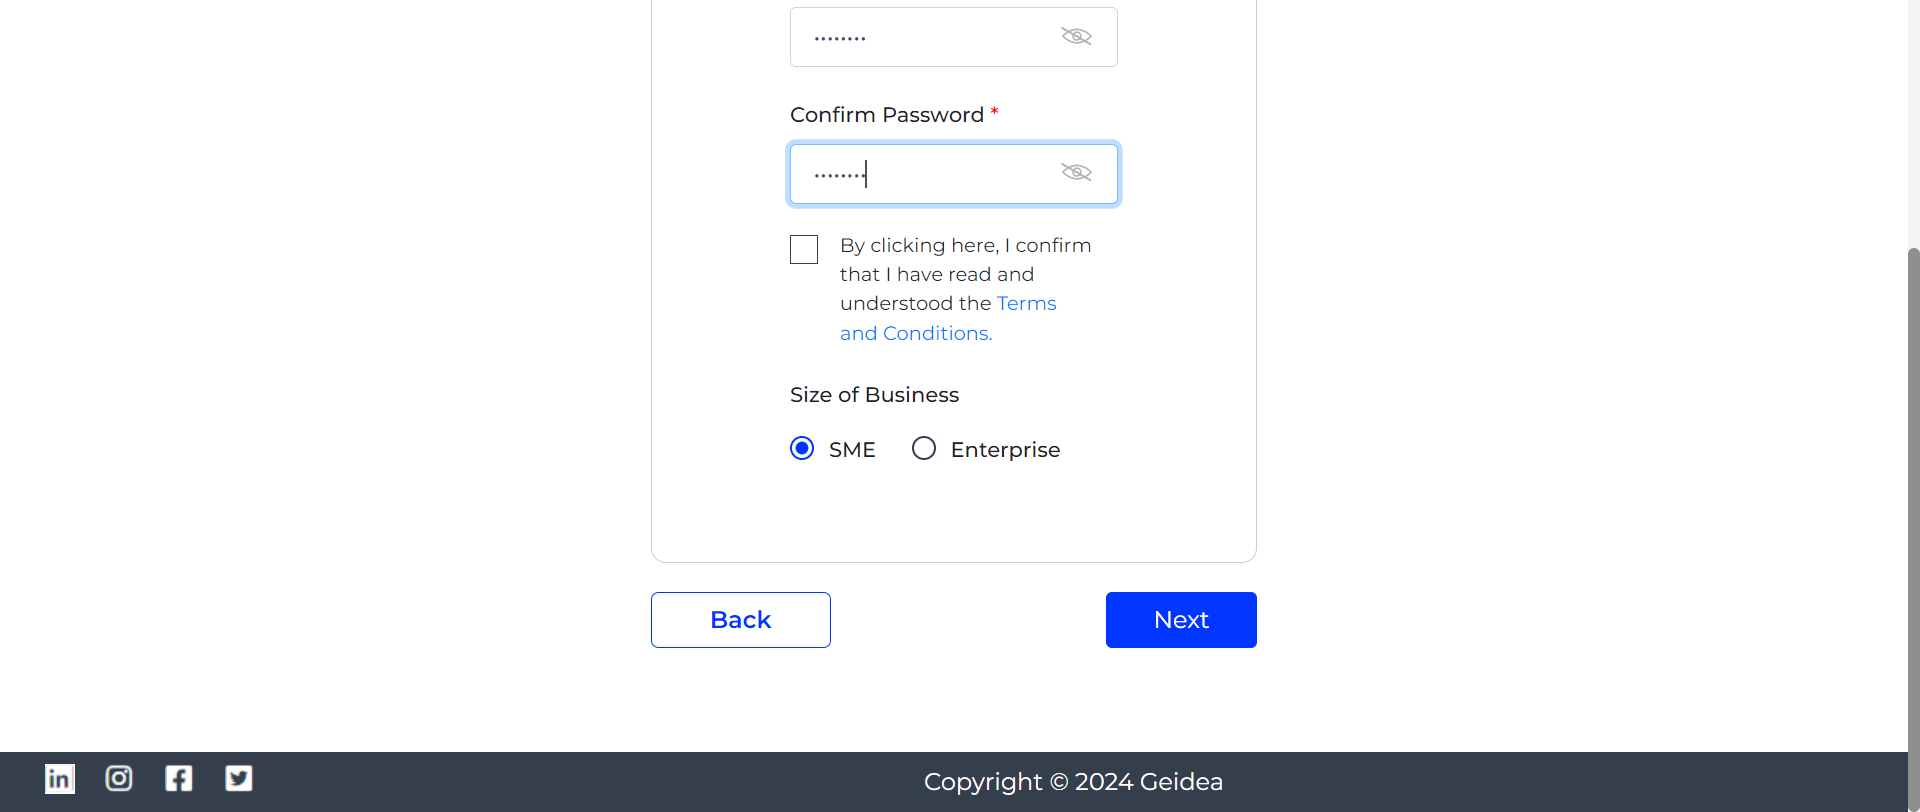 ••••••••
Confirm Password *
••••••••
By clicking here, I confirm
that I have read and
understood the Terms
and Conditions.
Size of Business
SME
Enterprise
Back
Next
in
Copyright © 2024 Geidea